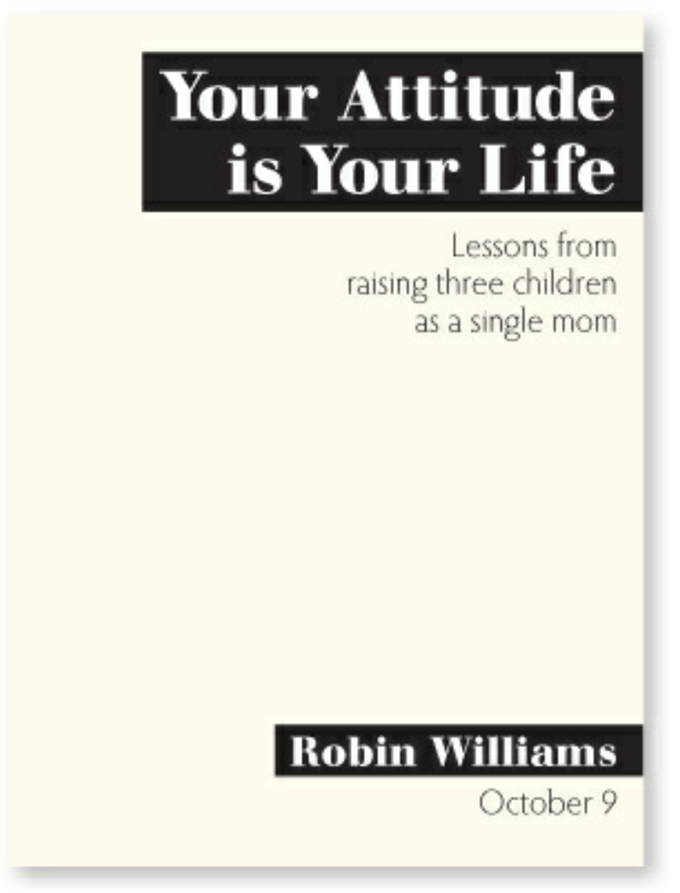 Your Attitude
is Your Life
Lessons from
raising three children
as a single mom
Robin Williams
October 9